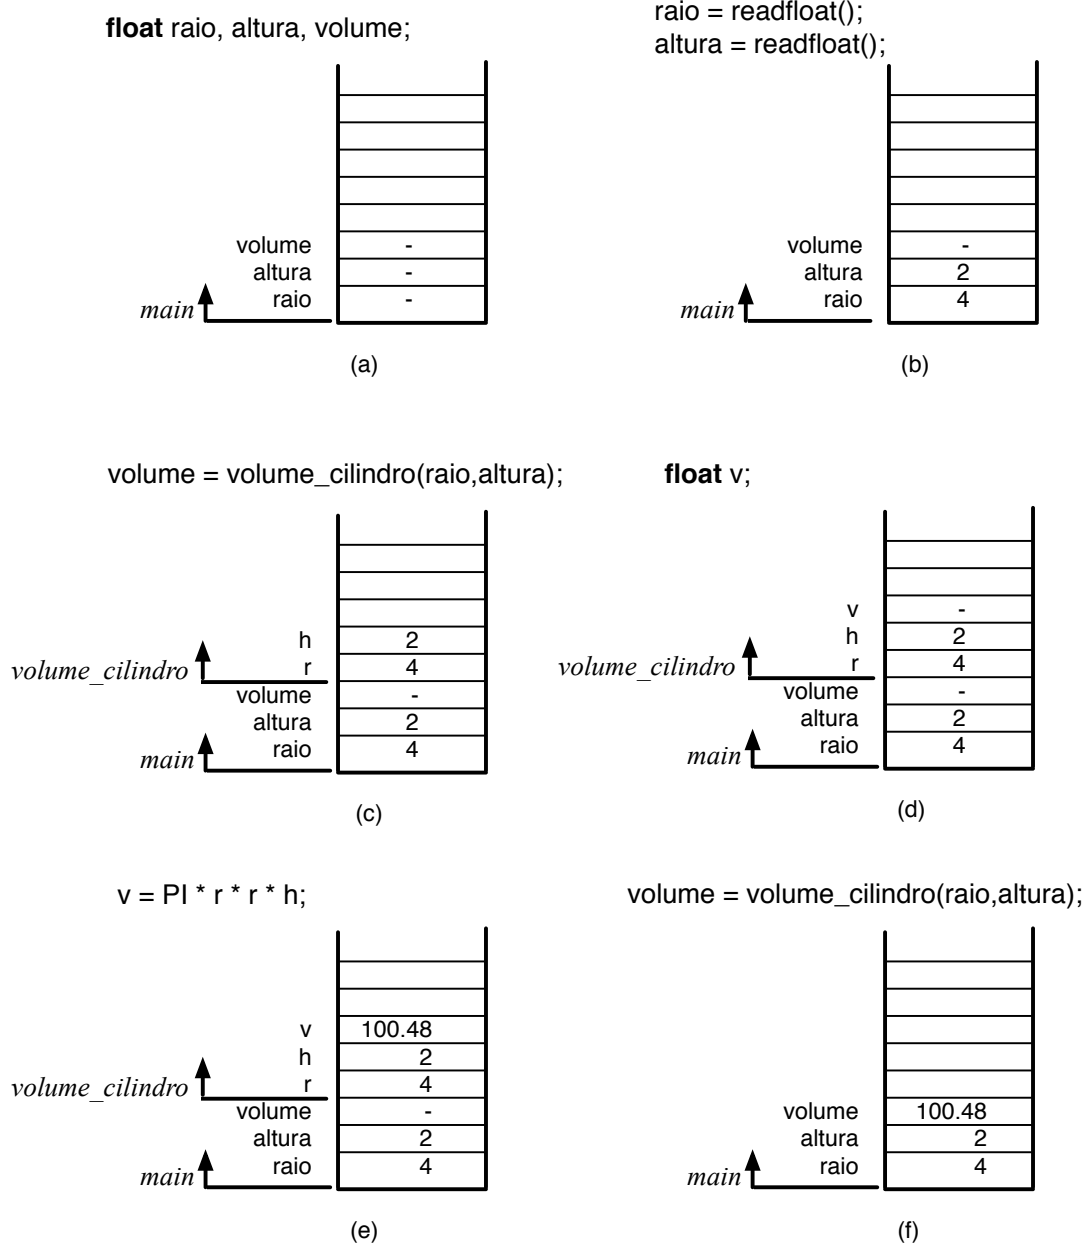 float raio, altura, volume;
volume -
altura -
raio -
main
(a)
raio = readfloat();
altura = readfloat();
volume -
altura 2
raio 4
main
(b)
volume = volume_cilindro(raio,altura);
h 2
r 4
volume_cilindro
volume -
altura 2
raio 4
main
(c)
float v;
v -
h 2
r 4
volume_cilindro
volume -
altura 2
raio 4
main
(d)
v = PI * r * r * h;
v 100.48
h 2
r 4
volume_cilindro
volume -
altura 2
raio 4
main
(e)
volume = volume_cilindro(raio,altura);
volume 100.48
altura 2
raio 4
main
(f)